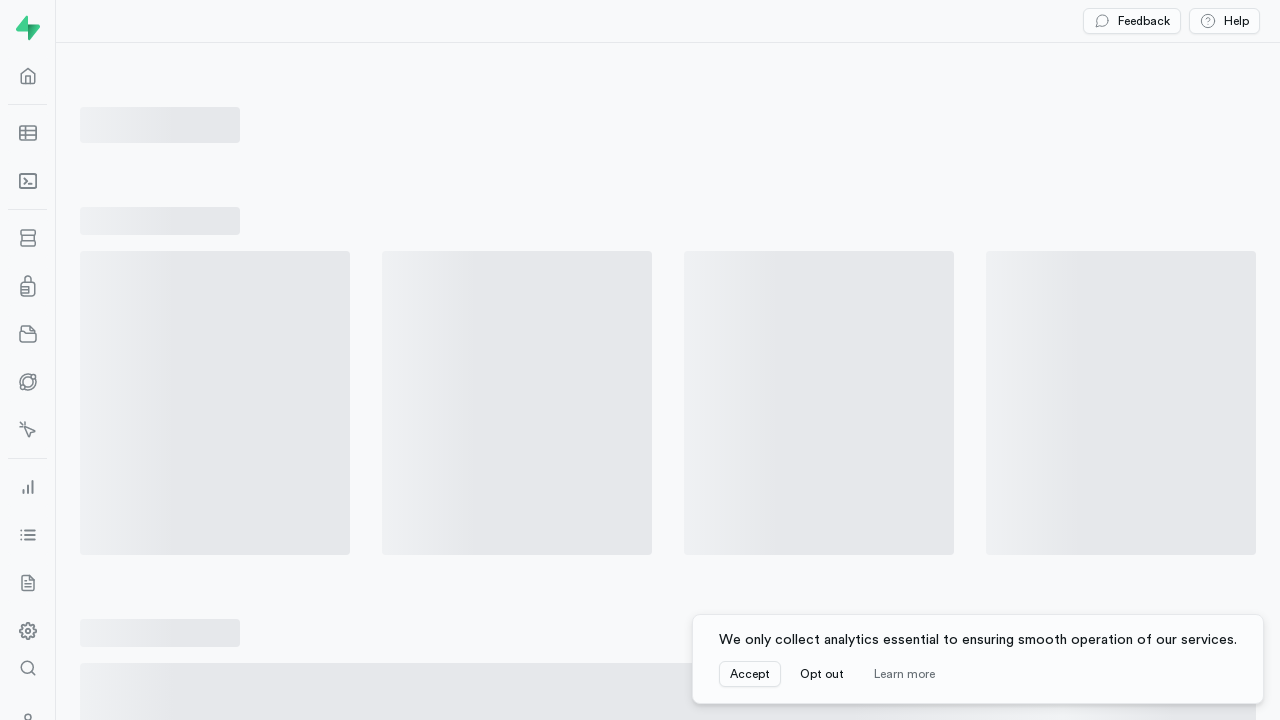 Feedback
Help
We only collect analytics essential to ensuring smooth operation of our services.
Accept
Opt out
Learn more